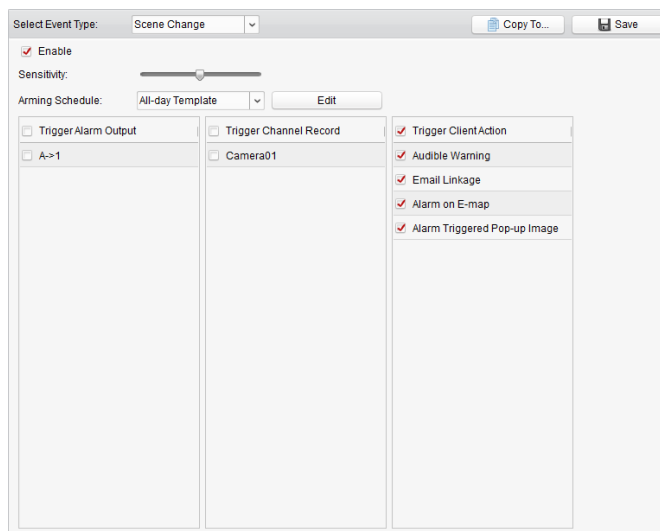 Select Event Type: Scene Change Copy To... Save
Enable
Sensitivity:
Arming Schedule: All-day Template Edit
Trigger Alarm Output Trigger Channel Record Trigger Client Action
A->1 Camera01 Audible Warning
Email Linkage
Alarm on E-map
Alarm Triggered Pop-up Image